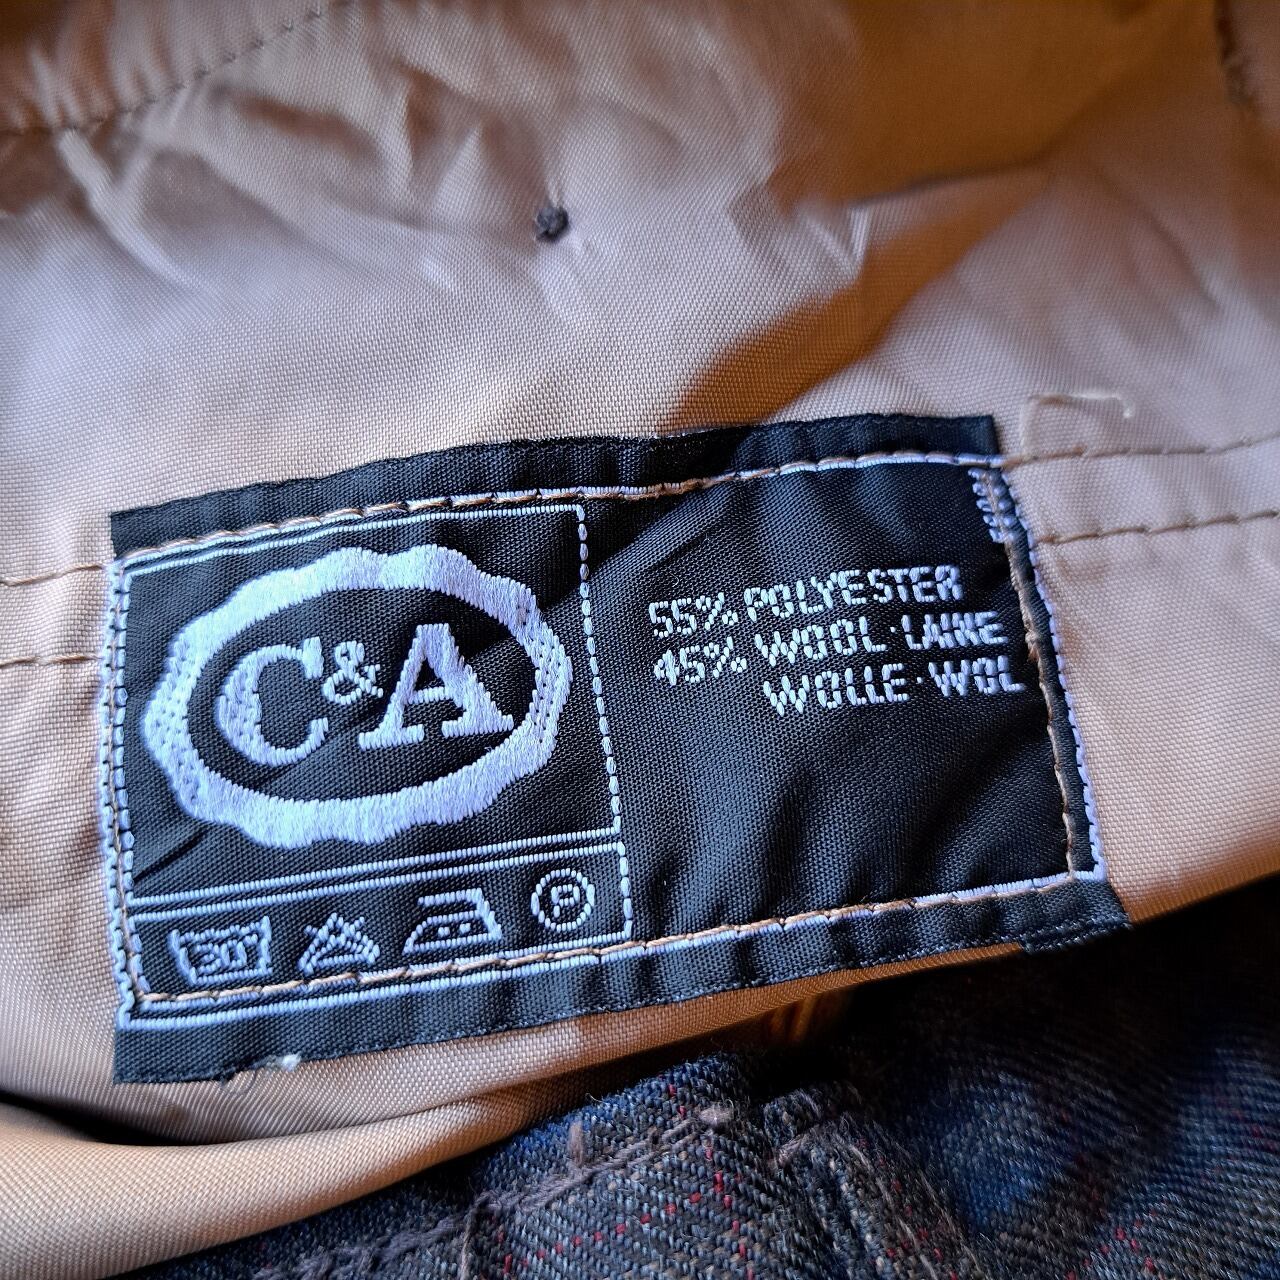 C&A
55% POLYESTER
45% WOOL·LAINE
WOLLE·WOL
30°
P